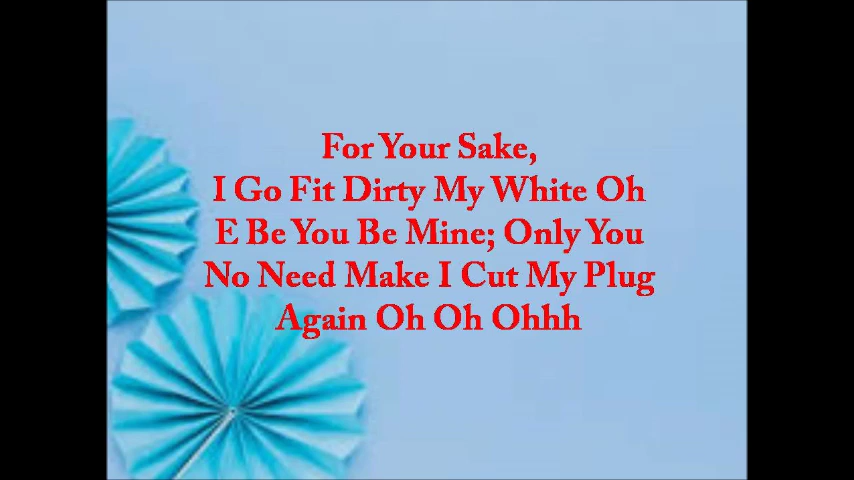 For Your Sake,
I Go Fit Dirty My White Oh
E Be You Be Mine; Only You
No Need Make I Cut My Plug
Again Oh Oh Ohhh